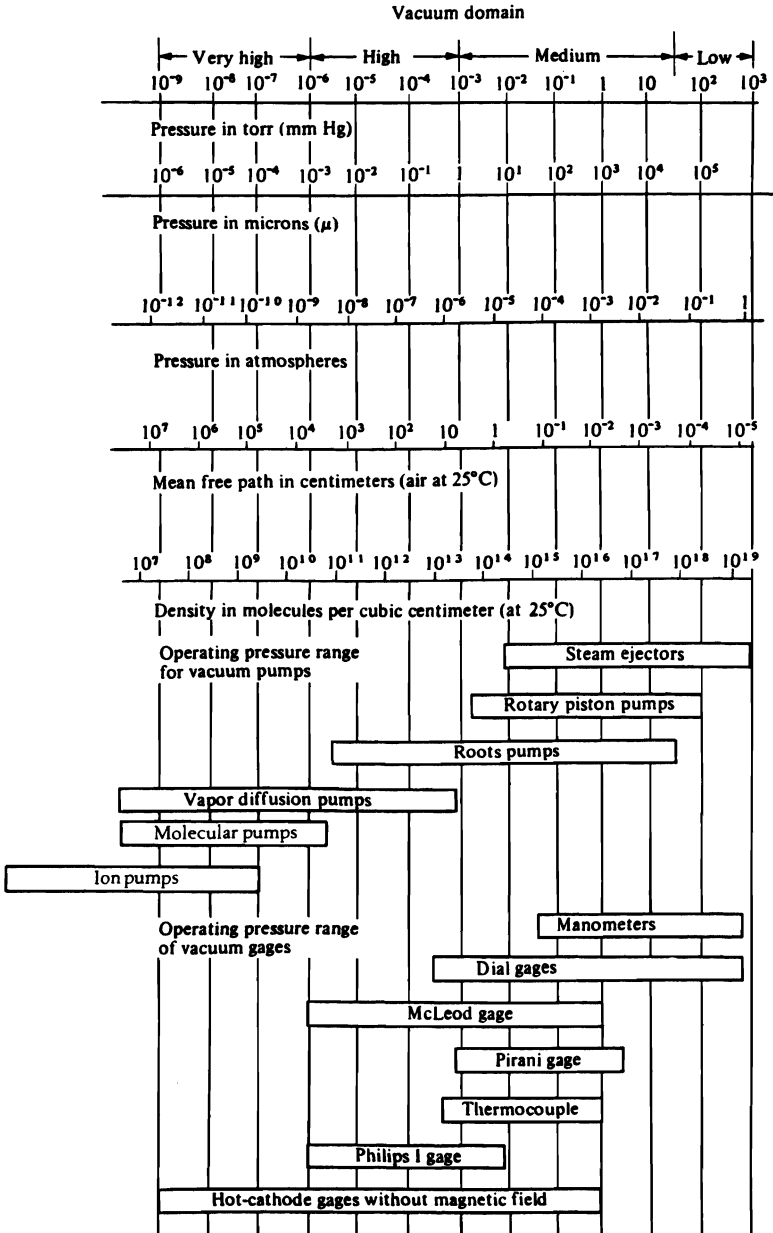 Vacuum domain
Very high High Medium Low
10⁻⁹ 10⁻⁸ 10⁻⁷ 10⁻⁶ 10⁻⁵ 10⁻⁴ 10⁻³ 10⁻² 10⁻¹ 1 10 10² 10³
Pressure in torr (mm Hg)
10⁻⁶ 10⁻⁵ 10⁻⁴ 10⁻³ 10⁻² 10⁻¹ 1 10¹ 10² 10³ 10⁴ 10⁵
Pressure in microns (μ)
10⁻¹² 10⁻¹¹ 10⁻¹⁰ 10⁻⁹ 10⁻⁸ 10⁻⁷ 10⁻⁶ 10⁻⁵ 10⁻⁴ 10⁻³ 10⁻² 10⁻¹ 1
Pressure in atmospheres
10⁷ 10⁶ 10⁵ 10⁴ 10³ 10² 10 1 10⁻¹ 10⁻² 10⁻³ 10⁻⁴ 10⁻⁵
Mean free path in centimeters (air at 25°C)
10⁷ 10⁸ 10⁹ 10¹⁰ 10¹¹ 10¹² 10¹³ 10¹⁴ 10¹⁵ 10¹⁶ 10¹⁷ 10¹⁸ 10¹⁹
Density in molecules per cubic centimeter (at 25°C)
Operating pressure range
for vacuum pumps
Steam ejectors
Rotary piston pumps
Roots pumps
Vapor diffusion pumps
Molecular pumps
Ion pumps
Operating pressure range
of vacuum gages
Manometers
Dial gages
McLeod gage
Pirani gage
Thermocouple
Philips I gage
Hot-cathode gages without magnetic field